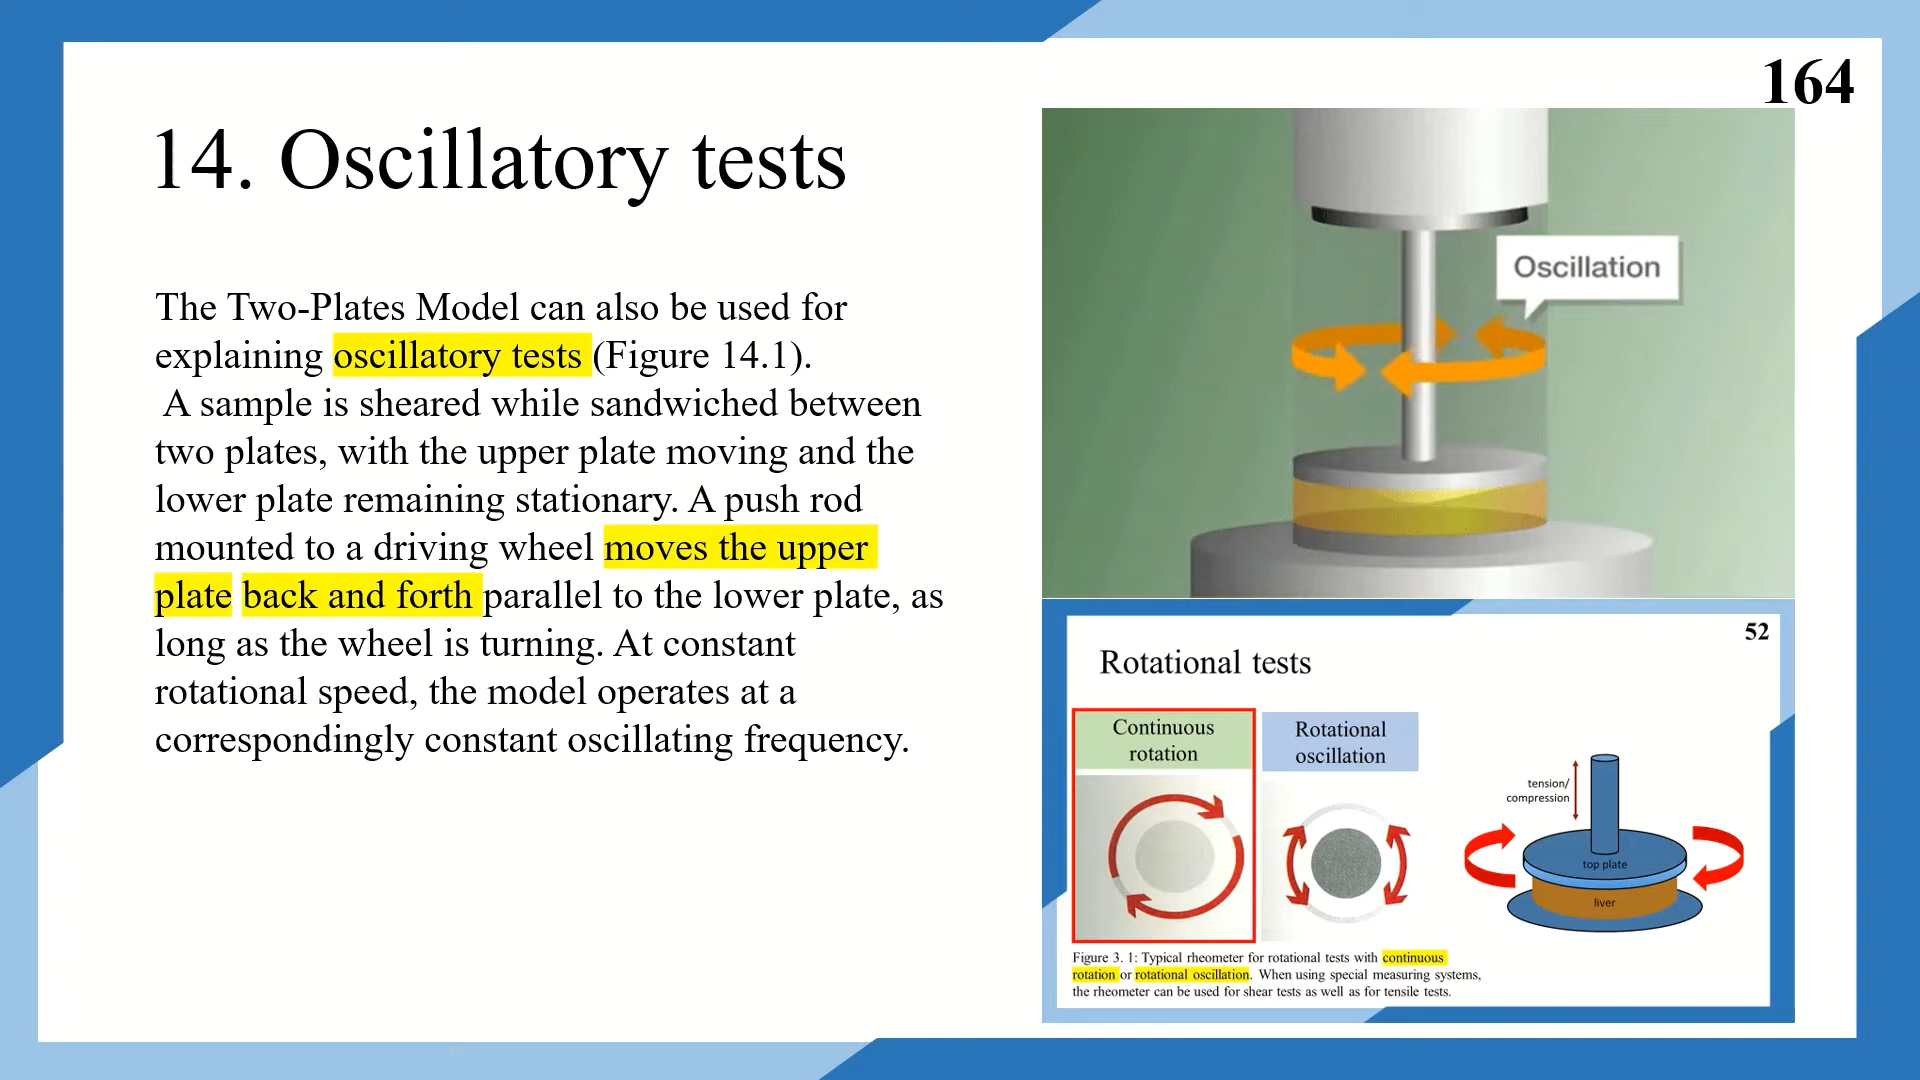 164
14. Oscillatory tests
The Two-Plates Model can also be used for
explaining oscillatory tests (Figure 14.1).
A sample is sheared while sandwiched between
two plates, with the upper plate moving and the
lower plate remaining stationary. A push rod
mounted to a driving wheel moves the upper
plate back and forth parallel to the lower plate, as
long as the wheel is turning. At constant
rotational speed, the model operates at a
correspondingly constant oscillating frequency.
Oscillation
52
Rotational tests
Continuous
rotation
Rotational
oscillation
tension/
compression
top plate
liver
Figure 3. 1: Typical rheometer for rotational tests with continuous
rotation or rotational oscillation. When using special measuring systems,
the rheometer can be used for shear tests as well as for tensile tests.